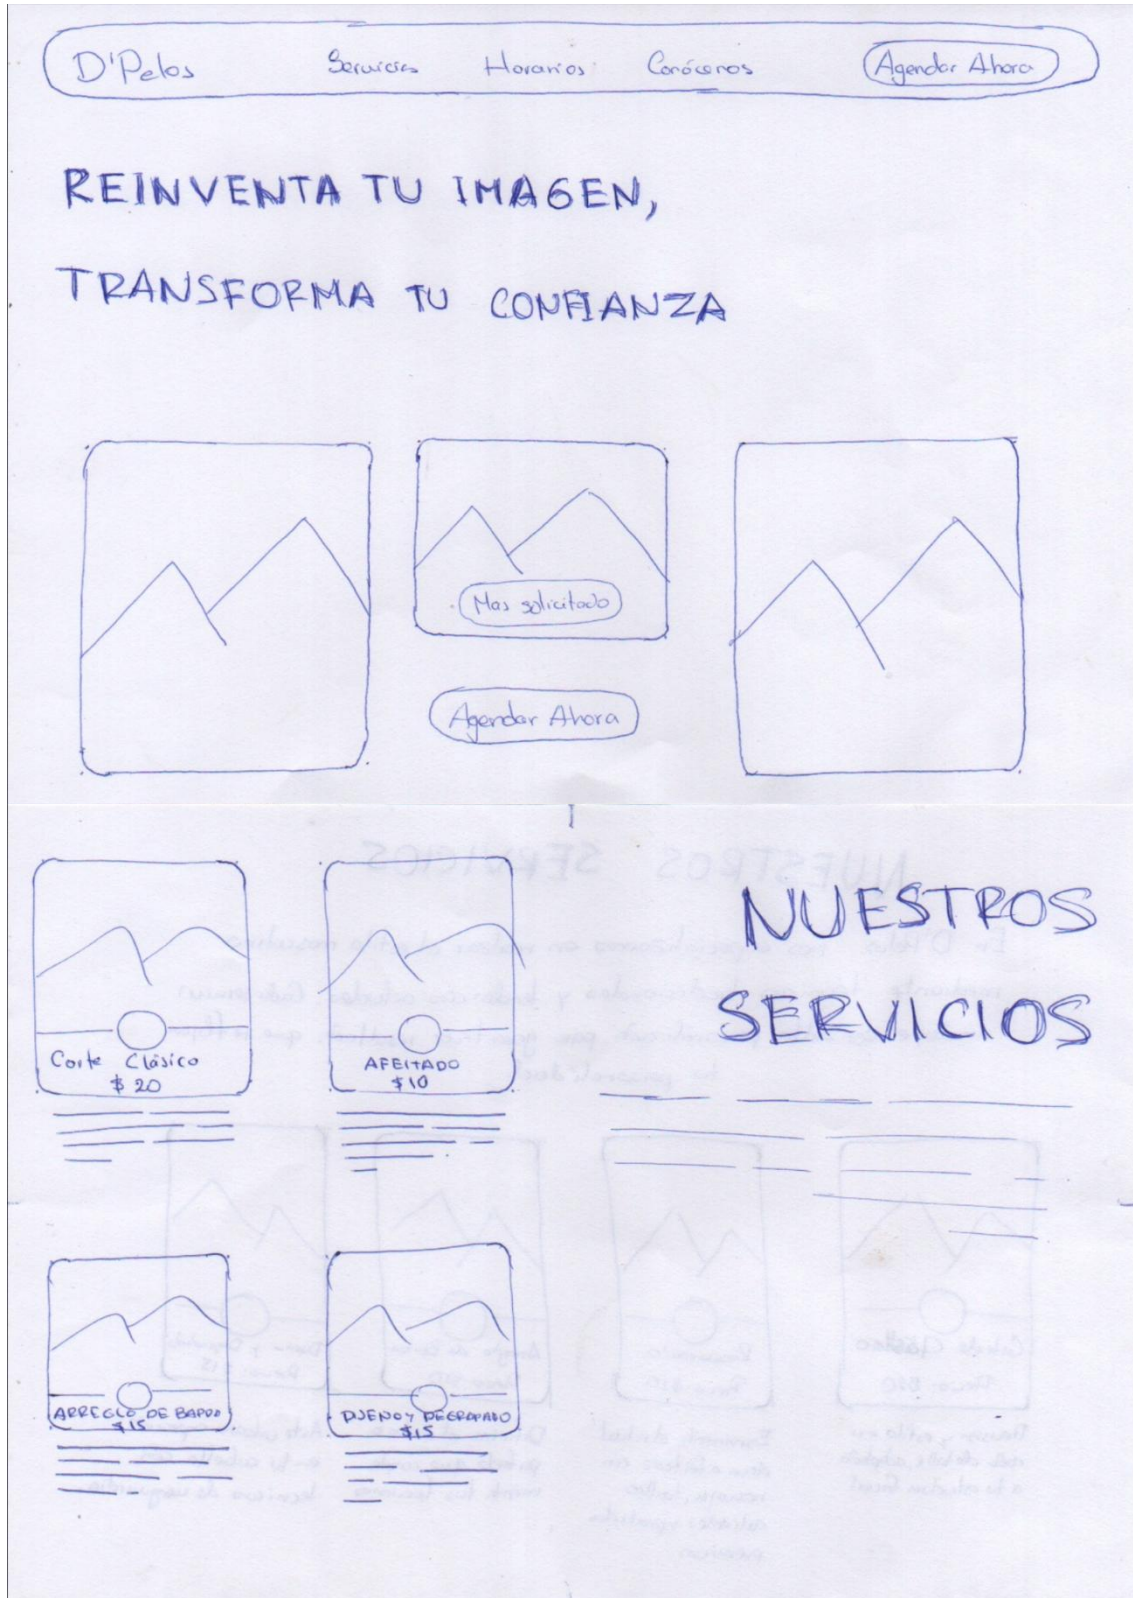 D'Pelos Servicios Horarios Conócenos Agendar Ahora
REINVENTA TU IMAGEN,
TRANSFORMA TU CONFIANZA
Mas solicitado
Agendar Ahora
NUESTROS
SERVICIOS
Corte Clásico
$20
AFEITADO
$10
ARREGLO DE BARBA
$15
DISENO Y DEGRADADO
$15